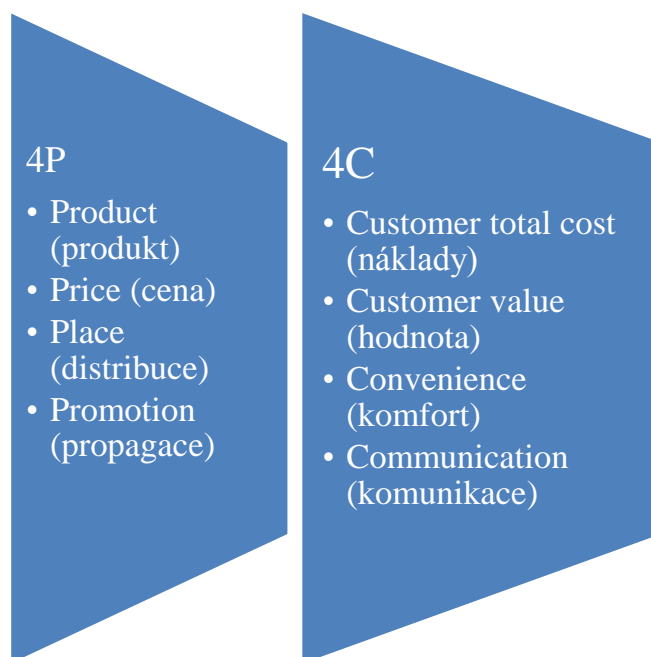 4P
• Product
(produkt)
• Price (cena)
• Place
(distribuce)
• Promotion
(propagace)
4C
• Customer total cost
(náklady)
• Customer value
(hodnota)
• Convenience
(komfort)
• Communication
(komunikace)